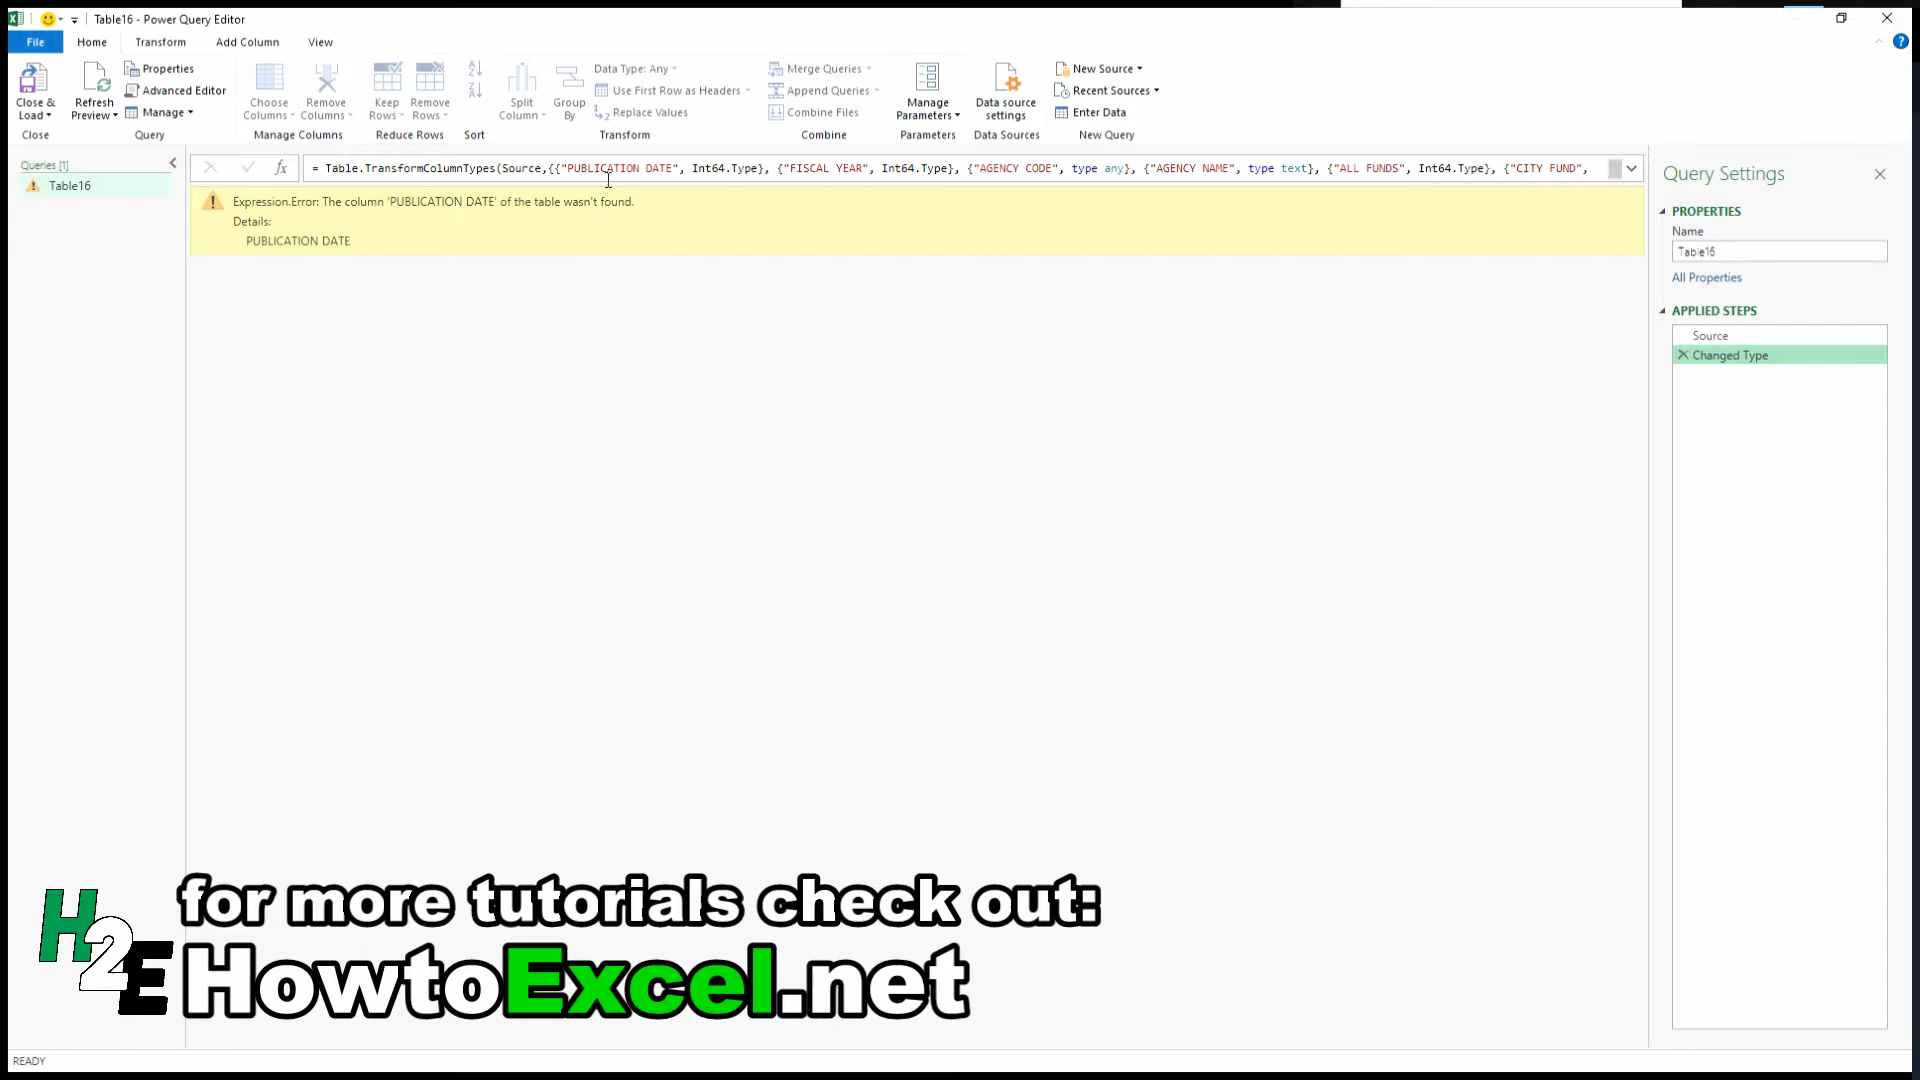 Table16 - Power Query Editor
File Home Transform Add Column View
Close & Load
Close
Refresh Preview
Properties
Advanced Editor
Manage
Query
Choose Columns
Remove Columns
Manage Columns
Keep Rows
Remove Rows
Reduce Rows
Sort
Split Column
Group By
Data Type: Any
Use First Row as Headers
Replace Values
Transform
Merge Queries
Append Queries
Combine Files
Combine
Manage Parameters
Parameters
Data source settings
Data Sources
New Source
Recent Sources
Enter Data
New Query
Queries [1]
Table16
fx = Table.TransformColumnTypes(Source,{{"PUBLICATION DATE", Int64.Type}, {"FISCAL YEAR", Int64.Type}, {"AGENCY CODE", type any}, {"AGENCY NAME", type text}, {"ALL FUNDS", Int64.Type}, {"CITY FUND",
Expression.Error: The column 'PUBLICATION DATE' of the table wasn't found.
Details:
PUBLICATION DATE
Query Settings
PROPERTIES
Name
Table16
All Properties
APPLIED STEPS
Source
Changed Type
for more tutorials check out:
H2E HowtoExcel.net
READY